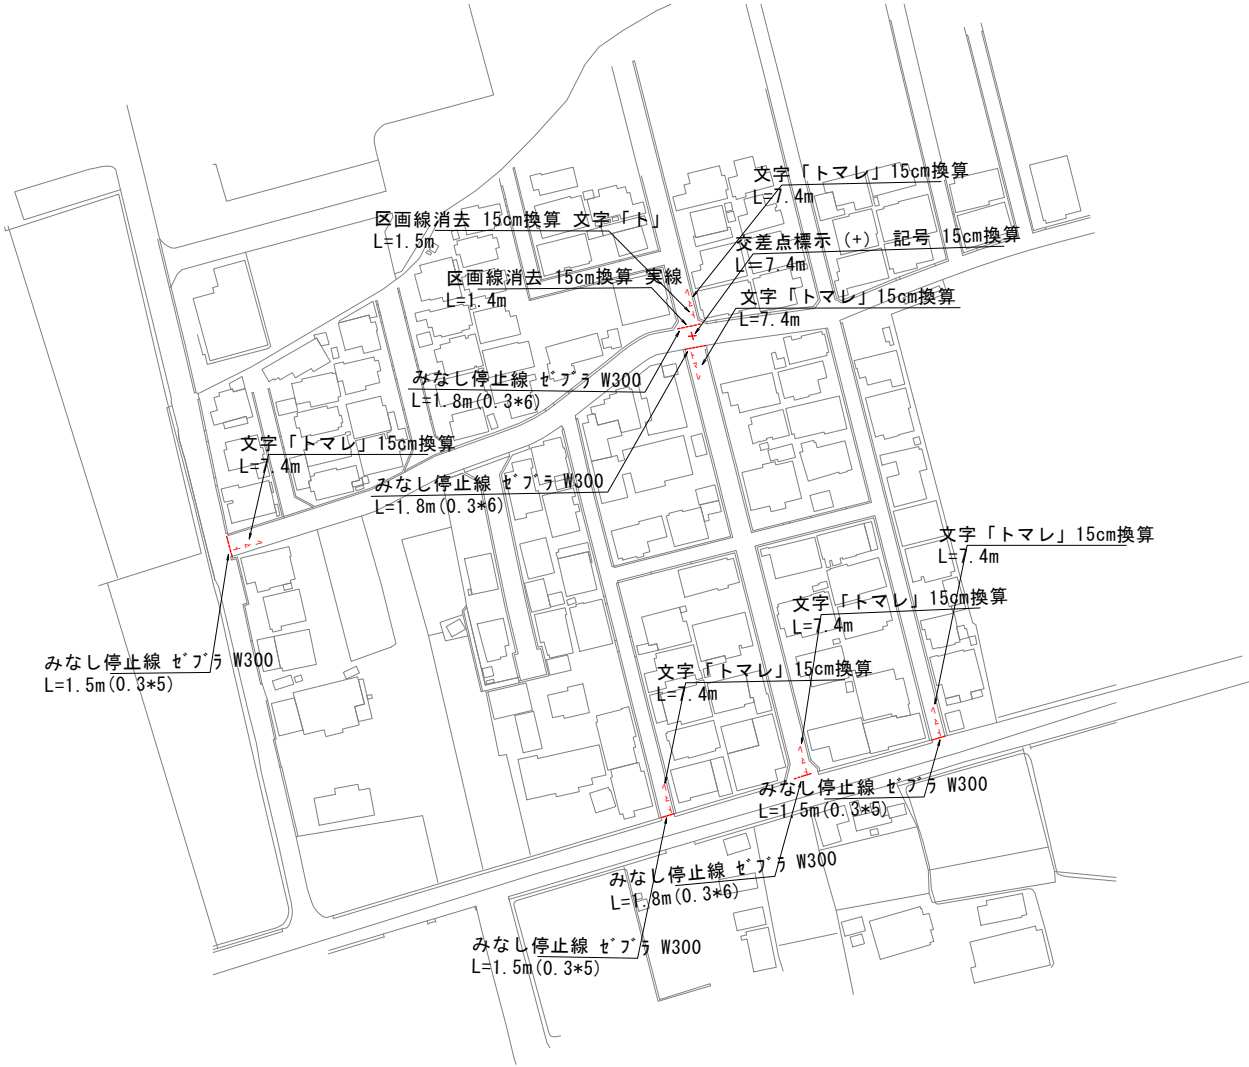 文字「トマレ」15cm換算
L=7.4m
区画線消去 15cm換算 文字「ト」
L=1.5m
交差点標示（+） 記号 15cm換算
L=7.4m
区画線消去 15cm換算 実線
L=1.4m
文字「トマレ」15cm換算
L=7.4m
みなし停止線 ｾﾞﾌﾞﾗ W300
L=1.8m(0.3*6)
文字「トマレ」15cm換算
L=7.4m
みなし停止線 ｾﾞﾌﾞﾗ W300
L=1.8m(0.3*6)
文字「トマレ」15cm換算
L=7.4m
文字「トマレ」15cm換算
L=7.4m
みなし停止線 ｾﾞﾌﾞﾗ W300
L=1.5m(0.3*5)
文字「トマレ」15cm換算
L=7.4m
みなし停止線 ｾﾞﾌﾞﾗ W300
L=1.5m(0.3*5)
みなし停止線 ｾﾞﾌﾞﾗ W300
L=1.8m(0.3*6)
みなし停止線 ｾﾞﾌﾞﾗ W300
L=1.5m(0.3*5)